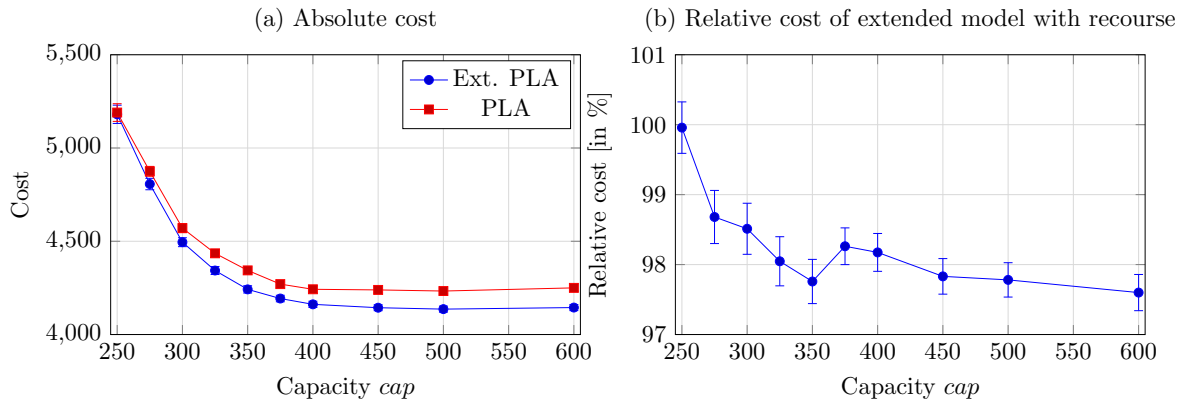 (a) Absolute cost
5,500
5,000
4,500
4,000
Cost
250 300 350 400 450 500 550 600
Capacity cap
Ext. PLA
PLA
(b) Relative cost of extended model with recourse
101
100
99
98
97
Relative cost [in %]
250 300 350 400 450 500 550 600
Capacity cap